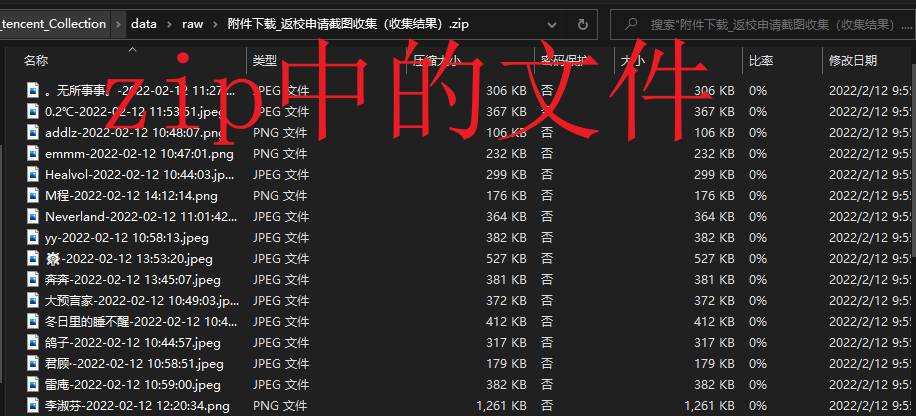 _tencent_Collection > data > raw > 附件下载_返校申请截图收集（收集结果）.zip 搜索"附件下载_返校申请截图收集（收集结果）....
名称 类型 压缩大小 密码保护 大小 比率 修改日期
zip中的文件
。无所事事。-2022-02-12 11:27... JPEG 文件 306 KB 否 306 KB 0% 2022/2/12 9:5
0.2℃-2022-02-12 11:53:51.jpeg JPEG 文件 367 KB 否 367 KB 0% 2022/2/12 9:5
addlz-2022-02-12 10:48:07.png PNG 文件 106 KB 否 106 KB 0% 2022/2/12 9:5
emmm-2022-02-12 10:47:01.png PNG 文件 232 KB 否 232 KB 0% 2022/2/12 9:5
Healvol-2022-02-12 10:44:03.jp... JPEG 文件 299 KB 否 299 KB 0% 2022/2/12 9:5
M程-2022-02-12 14:12:14.png PNG 文件 176 KB 否 176 KB 0% 2022/2/12 9:5
Neverland-2022-02-12 11:01:42... JPEG 文件 364 KB 否 364 KB 0% 2022/2/12 9:5
yy-2022-02-12 10:58:13.jpeg JPEG 文件 382 KB 否 382 KB 0% 2022/2/12 9:5
-2022-02-12 13:53:20.jpeg JPEG 文件 527 KB 否 527 KB 0% 2022/2/12 9:5
奔奔-2022-02-12 13:45:07.jpeg JPEG 文件 381 KB 否 381 KB 0% 2022/2/12 9:5
大预言家-2022-02-12 10:49:03.jp... JPEG 文件 372 KB 否 372 KB 0% 2022/2/12 9:5
冬日里的睡不醒-2022-02-12 10:4... JPEG 文件 412 KB 否 412 KB 0% 2022/2/12 9:5
鸽子-2022-02-12 10:44:57.jpeg JPEG 文件 317 KB 否 317 KB 0% 2022/2/12 9:5
君顾·-2022-02-12 10:58:51.jpeg JPEG 文件 179 KB 否 179 KB 0% 2022/2/12 9:5
雷庵-2022-02-12 10:59:00.jpeg JPEG 文件 382 KB 否 382 KB 0% 2022/2/12 9:5
李淑芬-2022-02-12 12:20:34.png PNG 文件 1,261 KB 否 1,261 KB 0% 2022/2/12 9:5